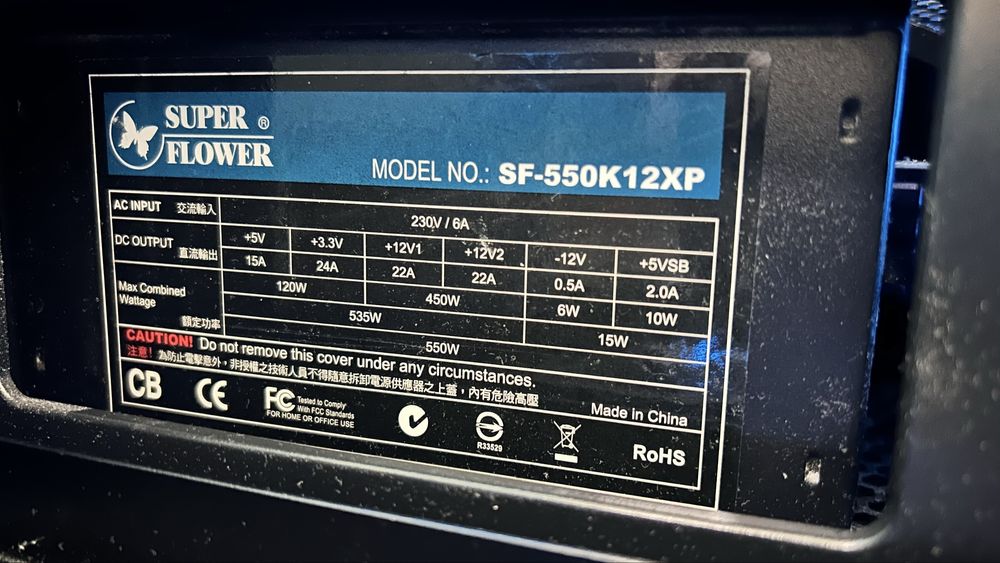 SUPER ®
FLOWER
MODEL NO.: SF-550K12XP
AC INPUT 交流輸入 230V / 6A
DC OUTPUT +5V +3.3V +12V1 +12V2 -12V +5VSB
直流輸出 15A 24A 22A 22A 0.5A 2.0A
Max Combined 120W 450W 6W 10W
Wattage
額定功率 535W 15W
550W
CAUTION! Do not remove this cover under any circumstances.
注意! 為防止電擊意外,非授權之技術人員不得隨意拆卸電源供應器之上蓋,內有危險高壓
Made in China
CB CE FC Tested to Comply
With FCC Standards
FOR HOME OR OFFICE USE
R33529
RoHS